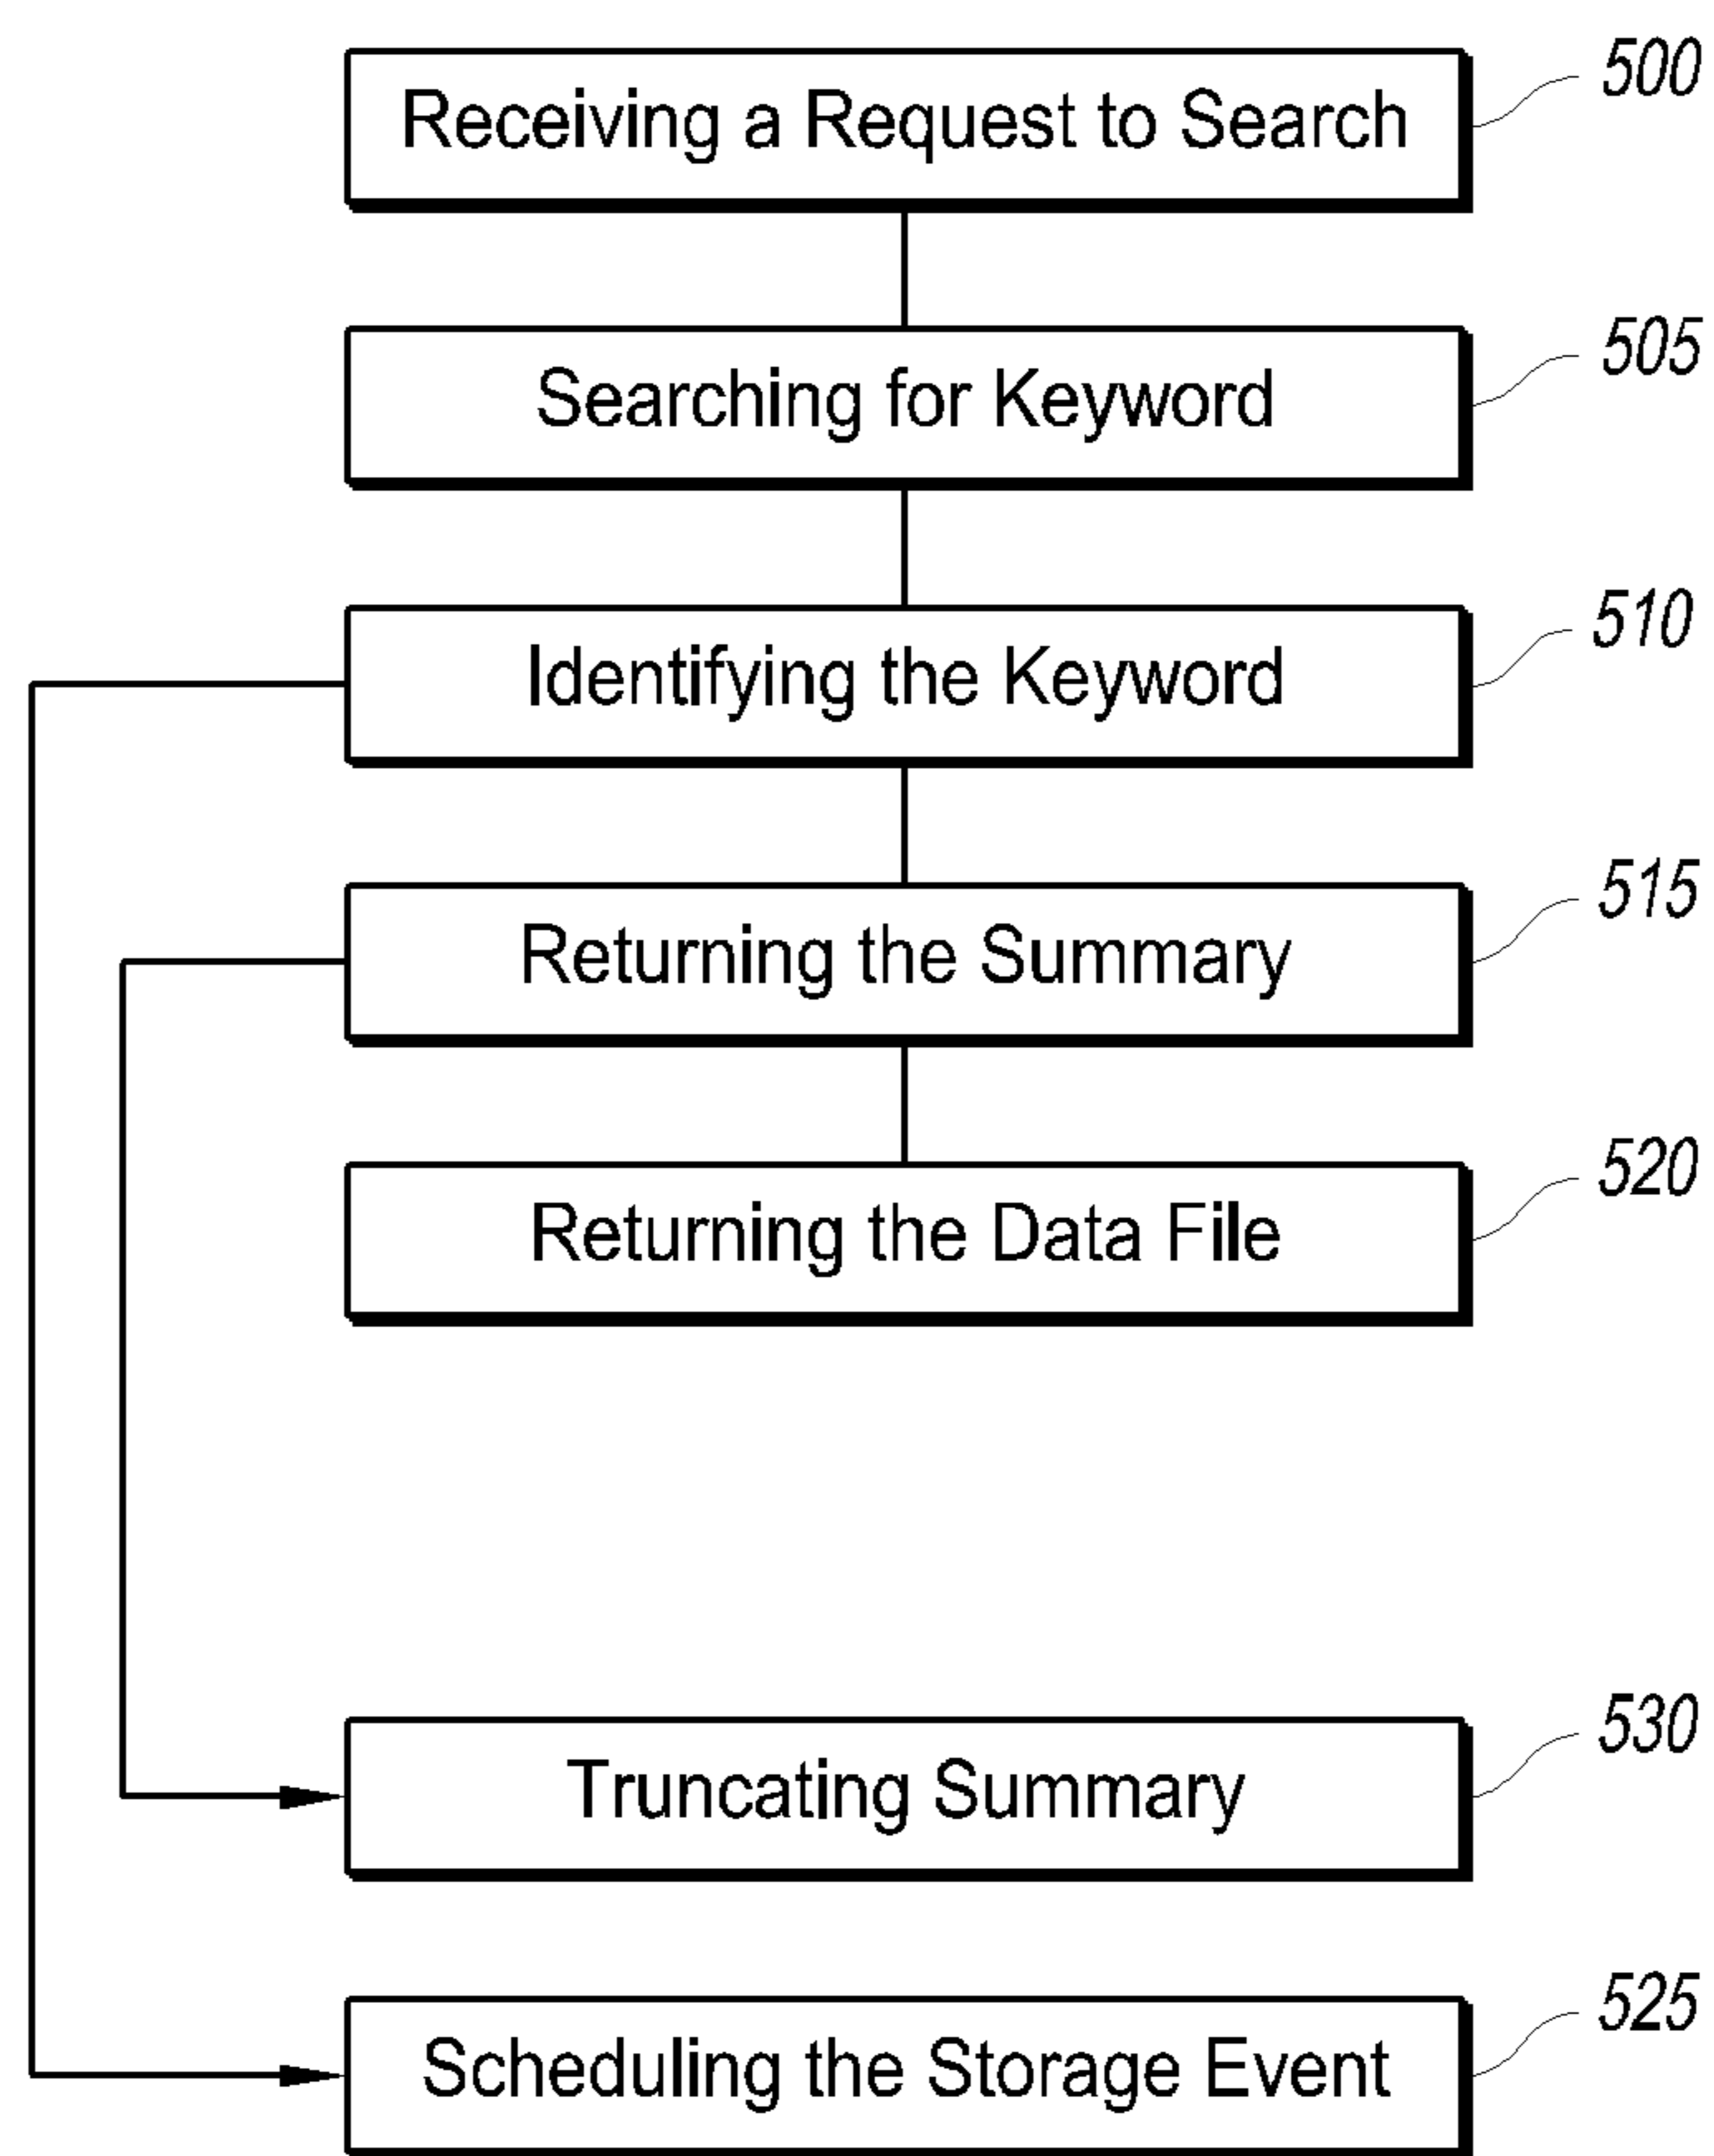 Receiving a Request to Search 500
Searching for Keyword 505
Identifying the Keyword 510
Returning the Summary 515
Returning the Data File 520
Truncating Summary 530
Scheduling the Storage Event 525